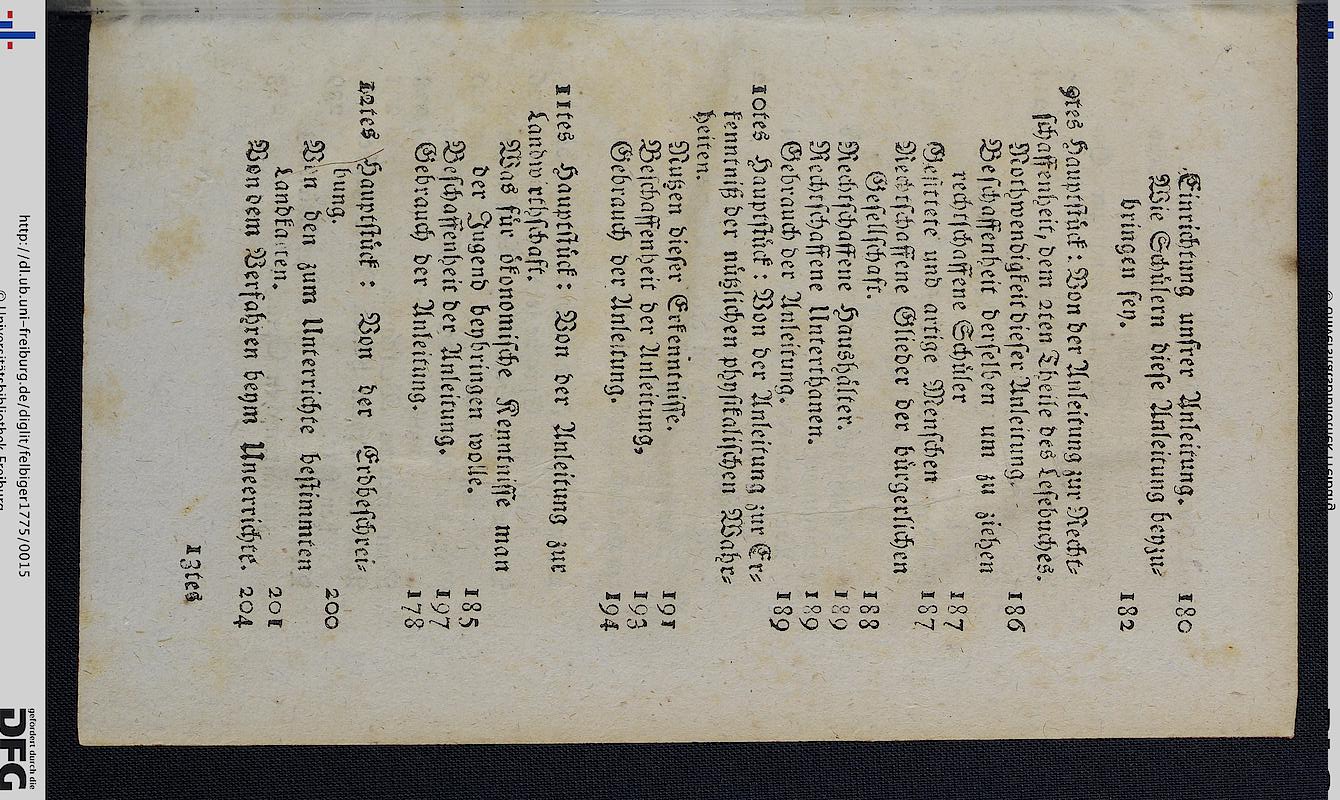 Einrichtung unsrer Anleitung. 180
Wie Schülern diese Anleitung beyzu-
bringen sey. 182
9tes Hauptstück: Von der Anleitung zur Recht-
schaffenheit, dem 2ten Theile des Lesebuches.
Nothwendigkeit dieser Anleitung 186
Beschaffenheit derselben um zu ziehen
rechtschaffene Schüler 187
Gesittete und artige Menschen 187
Rechtschaffene Glieder der bürgerlichen
Gesellschaft. 188
Rechtschaffene Haushälter. 189
Rechtschaffene Unterthanen. 189
Gebrauch der Anleitung. 189
10tes Hauptstück: Von der Anleitung zur Er-
kenntniß der nützlichen physikalischen Wahr-
heiten.
Nutzen dieser Erkenntnisse. 191
Beschaffenheit der Anleitung, 193
Gebrauch der Anleitung. 194
11tes Hauptstück: Von der Anleitung zur
Landwirthschaft.
Was für ökonomische Kenntnisse man
der Jugend beybringen wolle. 185
Beschaffenheit der Anleitung. 197
Gebrauch der Anleitung. 178
12tes Hauptstück: Von der Erdbeschrei-
bung. 200
Von den zum Unterrichte bestimmten
Landkarten. 201
Von dem Verfahren beym Uneerrichte. 204
13tes
http://dl.ub.uni-freiburg.de/diglit/felbiger1775/0015
© Universitätsbibliothek Freiburg
gefördert durch die
DFG